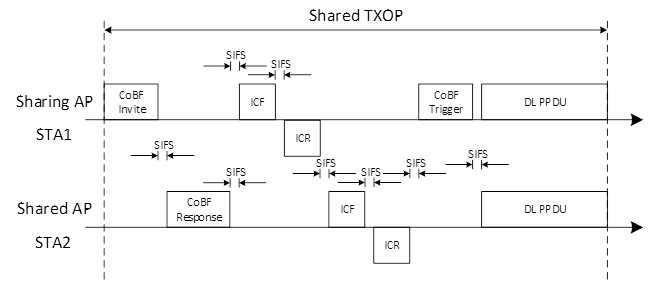 Shared TXOP
SIFS
SIFS
Sharing AP
CoBF
Invite
ICF
CoBF
Trigger
DL PPDU
STA1
ICR
SIFS
SIFS
SIFS
SIFS
SIFS
SIFS
Shared AP
CoBF
Response
ICF
DL PPDU
STA2
ICR